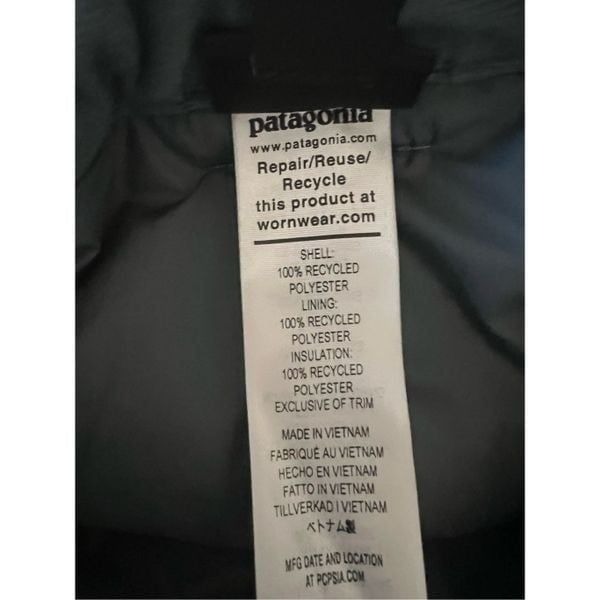 patagonia
www.patagonia.com
Repair/Reuse/
Recycle
this product at
wornwear.com
SHELL:
100% RECYCLED
POLYESTER
LINING:
100% RECYCLED
POLYESTER
INSULATION:
100% RECYCLED
POLYESTER
EXCLUSIVE OF TRIM
MADE IN VIETNAM
FABRIQUÉ AU VIETNAM
HECHO EN VIETNAM
FATTO IN VIETNAM
TILLVERKAD I VIETNAM
ベトナム製
MFG DATE AND LOCATION
AT PCPSIA.COM